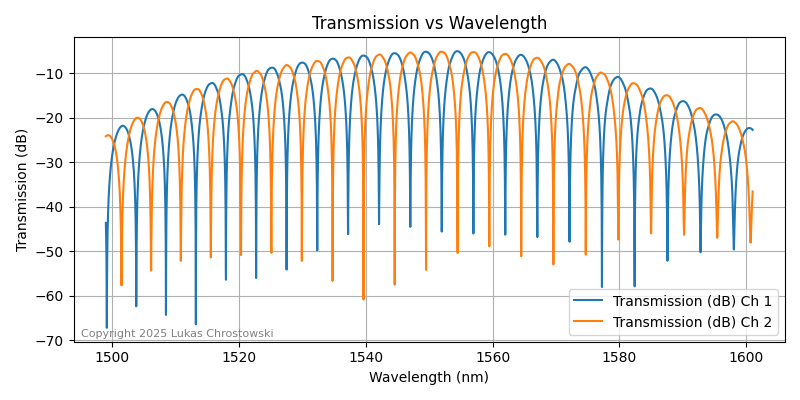 Transmission vs Wavelength
Transmission (dB)
−10
−20
−30
−40
−50
−60
−70
Transmission (dB) Ch 1
Transmission (dB) Ch 2
Copyright 2025 Lukas Chrostowski
1500
1520
1540
1560
1580
1600
Wavelength (nm)